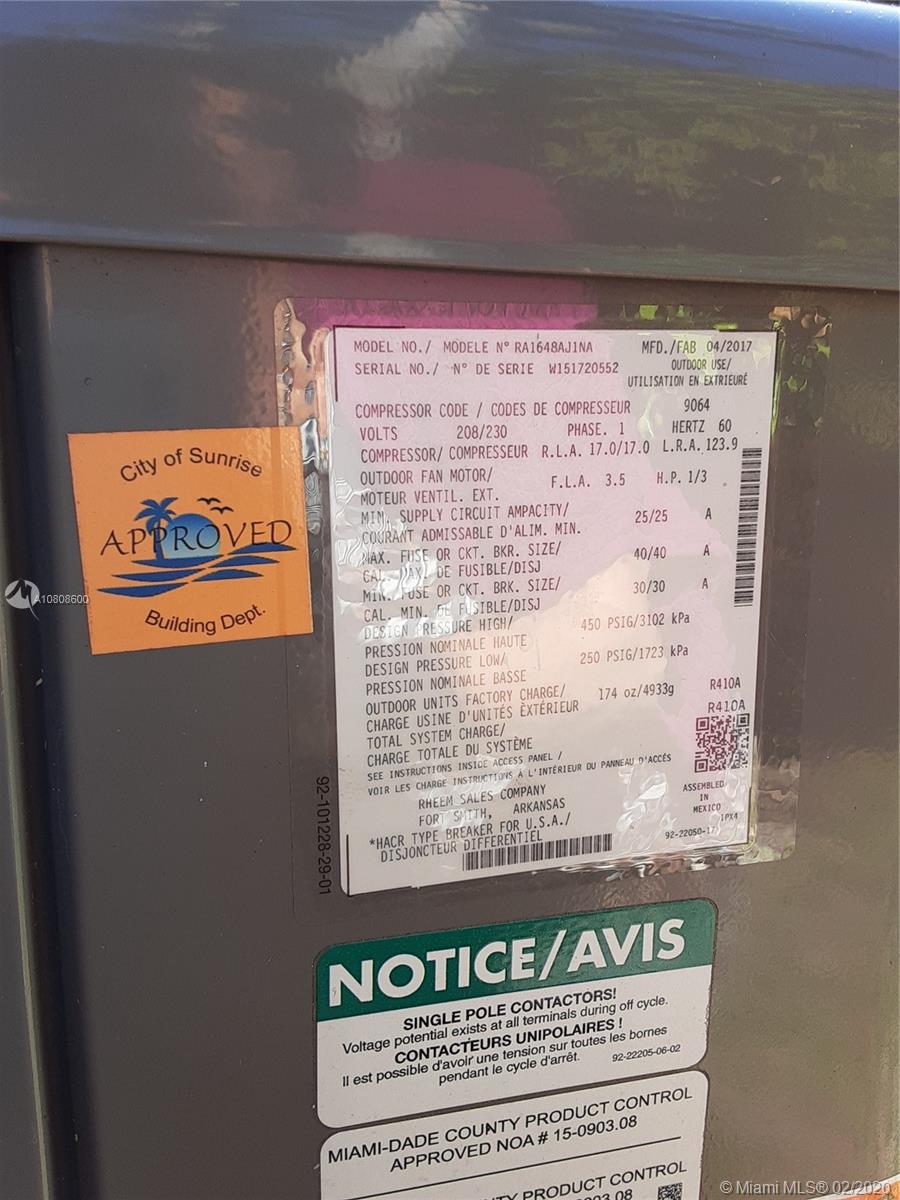 MODEL NO./ MODELE N° RA1648AJ1NA MFD./FAB 04/2017
SERIAL NO./ N° DE SERIE W151720552 OUTDOOR USE/
UTILISATION EN EXTRIEURÉ
COMPRESSOR CODE / CODES DE COMPRESSEUR 9064
VOLTS 208/230 PHASE. 1 HERTZ 60
COMPRESSOR/ COMPRESSEUR R.L.A. 17.0/17.0 L.R.A. 123.9
OUTDOOR FAN MOTOR/ F.L.A. 3.5 H.P. 1/3
MOTEUR VENTIL. EXT.
MIN. SUPPLY CIRCUIT AMPACITY/ 25/25 A
COURANT ADMISSABLE D'ALIM. MIN.
MAX. FUSE OR CKT. BKR. SIZE/ 40/40 A
CAL. MAX. DE FUSIBLE/DISJ
MIN. FUSE OR CKT. BRK. SIZE/ 30/30 A
CAL. MIN. DE FUSIBLE/DISJ
DESIGN PRESSURE HIGH/ 450 PSIG/3102 kPa
PRESSION NOMINALE HAUTE
DESIGN PRESSURE LOW/ 250 PSIG/1723 kPa
PRESSION NOMINALE BASSE
OUTDOOR UNITS FACTORY CHARGE/ 174 oz/4933g R410A
CHARGE USINE D'UNITÉS ÈXTÉRIEUR
TOTAL SYSTEM CHARGE/ R410A
CHARGE TOTALE DU SYSTÈME
SEE INSTRUCTIONS INSIDE ACCESS PANEL /
VOIR LES CHARGE INSTRUCTIONS À L'INTÉRIEUR DU PANNEAU D'ACCÉS
RHEEM SALES COMPANY
FORT SMITH, ARKANSAS
ASSEMBLED
IN
MEXICO
1PX4
*HACR TYPE BREAKER FOR U.S.A./
DISJONCTEUR DIFFERENTIEL
92-22050-17
92-101228-29-01
City of Sunrise
APPROVED
Building Dept.
A10808600
NOTICE/AVIS
SINGLE POLE CONTACTORS!
Voltage potential exists at all terminals during off cycle.
CONTACTEURS UNIPOLAIRES !
Il est possible d'avoir une tension sur toutes les bornes
pendant le cycle d'arrêt. 92-22205-06-02
MIAMI-DADE COUNTY PRODUCT CONTROL
APPROVED NOA # 15-0903.08
COUNTY PRODUCT CONTROL
0903.08
© Miami MLS® 02/2020